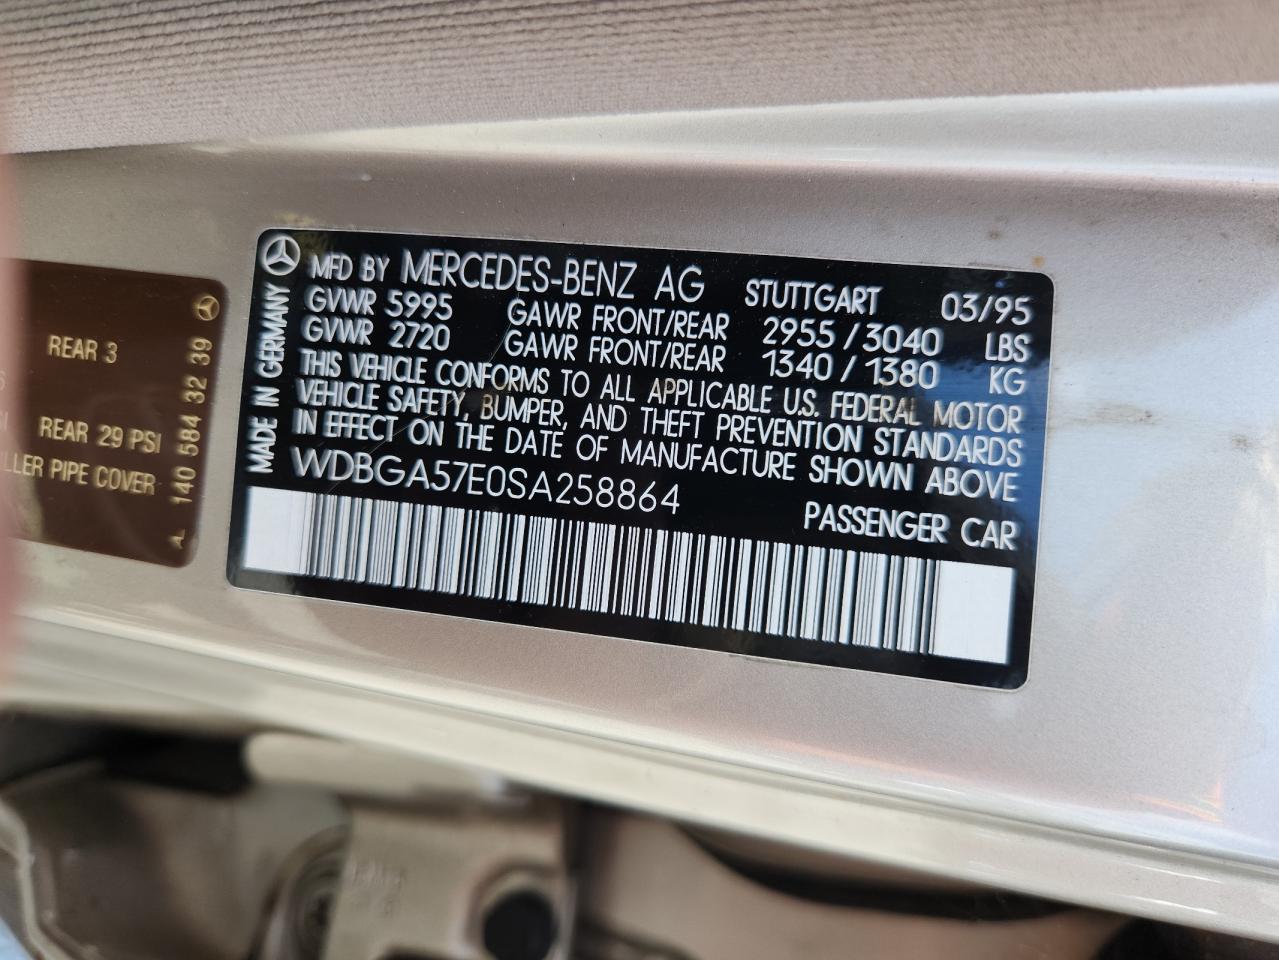 REAR 3
REAR 29 PSI
LLER PIPE COVER
A 140 584 32 39
MADE IN GERMANY
MFD BY MERCEDES-BENZ AG STUTTGART 03/95
GVWR 5995 GAWR FRONT/REAR 2955 / 3040 LBS
GVWR 2720 GAWR FRONT/REAR 1340 / 1380 KG
THIS VEHICLE CONFORMS TO ALL APPLICABLE U.S. FEDERAL MOTOR
VEHICLE SAFETY, BUMPER, AND THEFT PREVENTION STANDARDS
IN EFFECT ON THE DATE OF MANUFACTURE SHOWN ABOVE
WDBGA57E0SA258864
PASSENGER CAR